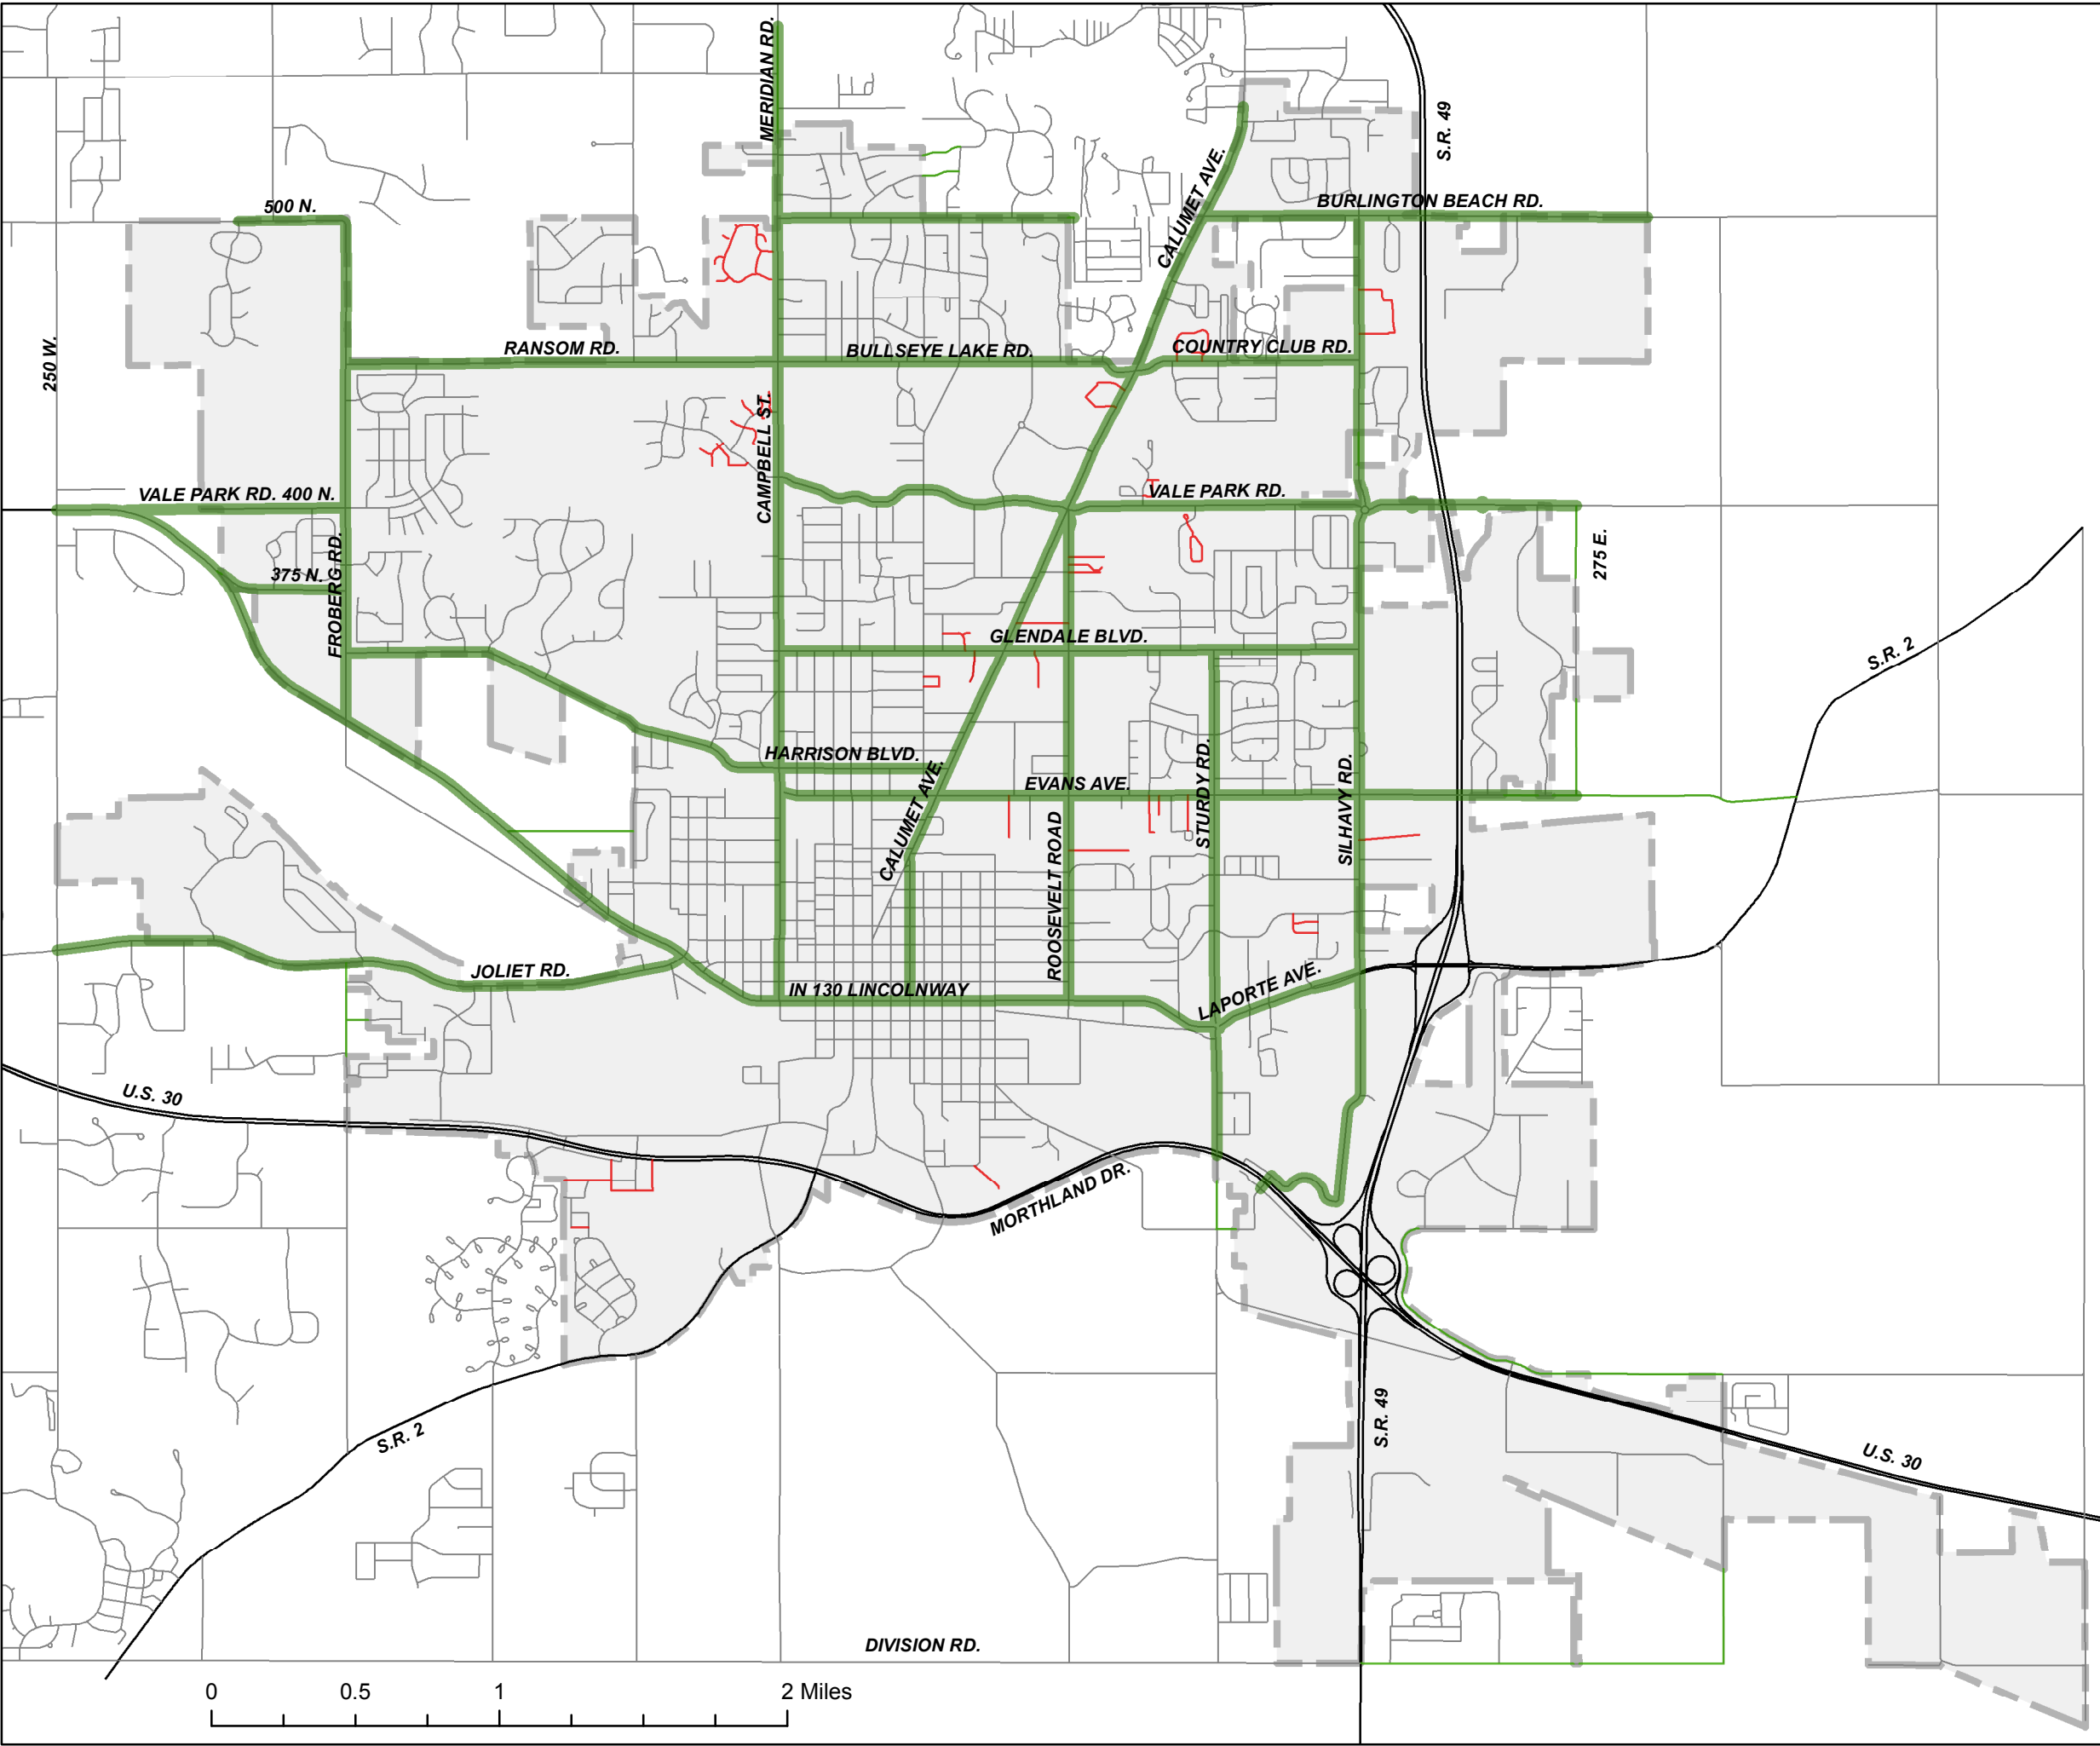 MERIDIAN RD.
S.R. 49
CALUMET AVE.
500 N.
BURLINGTON BEACH RD.
250 W.
RANSOM RD.
BULLSEYE LAKE RD.
COUNTRY CLUB RD.
CAMPBELL ST.
VALE PARK RD. 400 N.
VALE PARK RD.
375 N.
FROBERG RD.
275 E.
GLENDALE BLVD.
S.R. 2
HARRISON BLVD.
CALUMET AVE.
EVANS AVE.
STURDY RD.
SILHAVY RD.
ROOSEVELT ROAD
JOLIET RD.
IN 130 LINCOLNWAY
LAPORTE AVE.
U.S. 30
MORTHLAND DR.
S.R. 49
S.R. 2
U.S. 30
DIVISION RD.
0 0.5 1 2 Miles